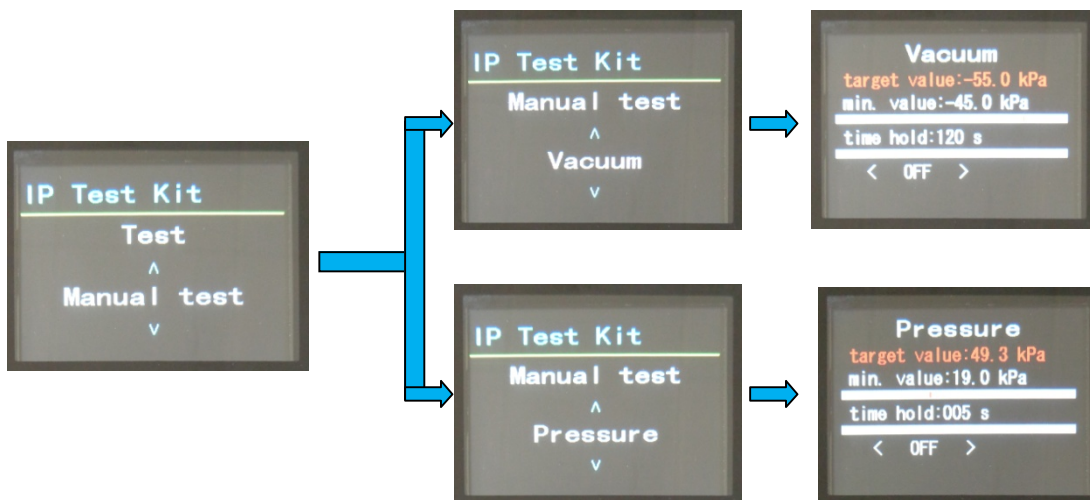 IP Test Kit
Test
^
Manual test
v
IP Test Kit
Manual test
^
Vacuum
v
Vacuum
target value:-55.0 kPa
min. value:-45.0 kPa
time hold:120 s
< OFF >
IP Test Kit
Manual test
^
Pressure
v
Pressure
target value:49.3 kPa
min. value:19.0 kPa
time hold:005 s
< OFF >